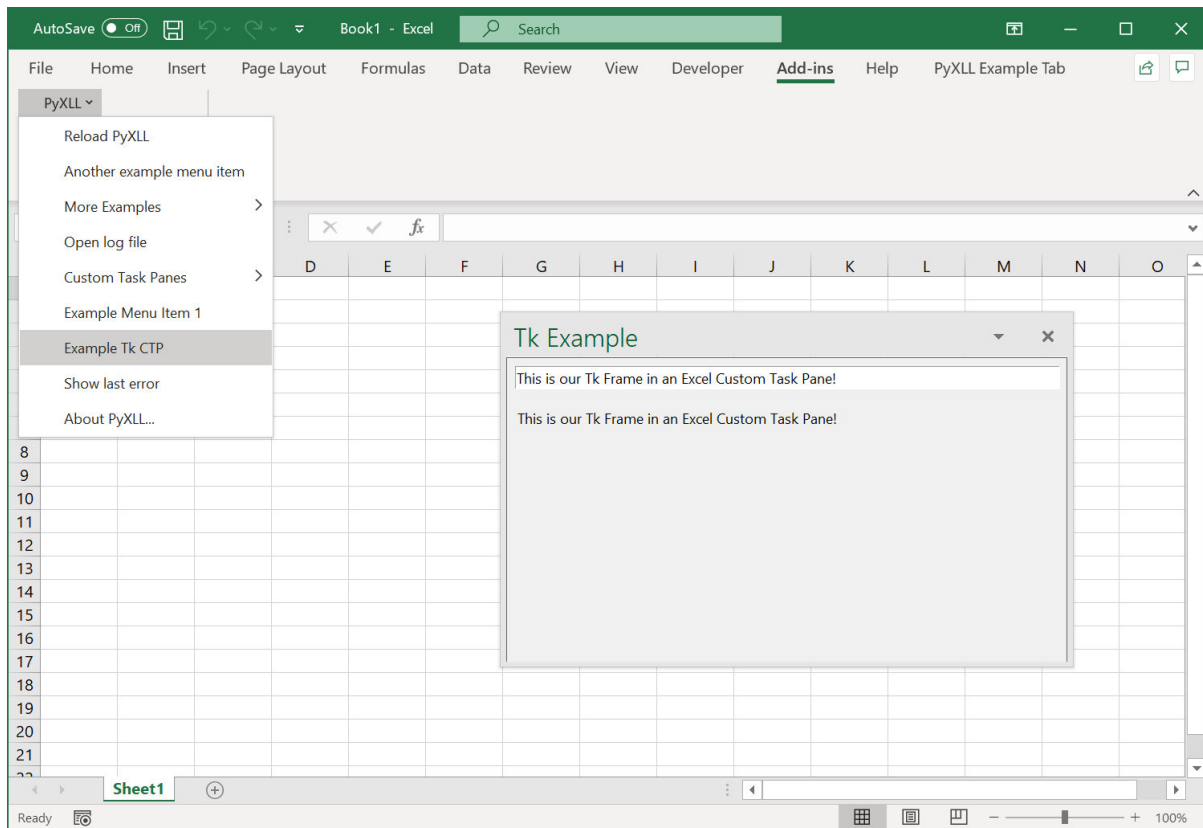 AutoSave Off Book1 - Excel Search
File Home Insert Page Layout Formulas Data Review View Developer Add-ins Help PyXLL Example Tab
PyXLL
Reload PyXLL
Another example menu item
More Examples
Open log file
Custom Task Panes
Example Menu Item 1
Example Tk CTP
Show last error
About PyXLL...
fx
D E F G H I J K L M N O
Tk Example
This is our Tk Frame in an Excel Custom Task Pane!
This is our Tk Frame in an Excel Custom Task Pane!
8
9
10
11
12
13
14
15
16
17
18
19
20
21
Sheet1
Ready 100%